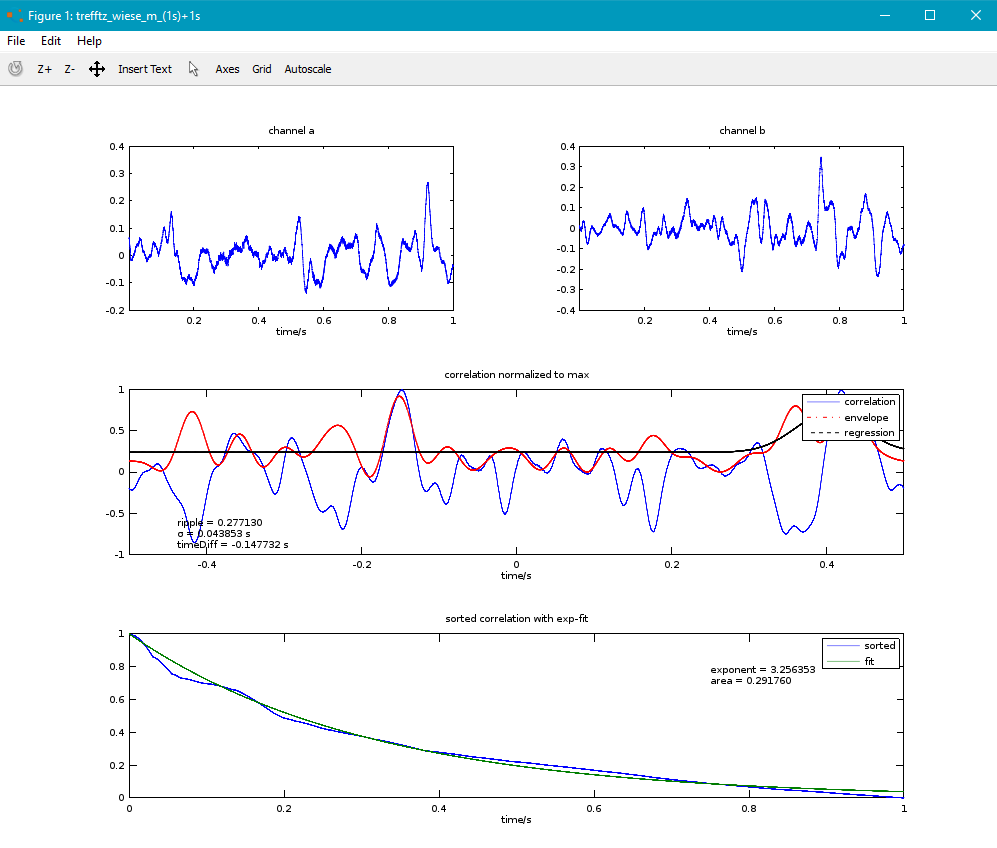 Figure 1: trefftz_wiese_m_(1s)+1s
File Edit Help
Z+ Z- Insert Text Axes Grid Autoscale
channel a
0.4
0.3
0.2
0.1
0
-0.1
-0.2
0.2 0.4 0.6 0.8 1
time/s
channel b
0.4
0.3
0.2
0.1
0
-0.1
-0.2
-0.3
-0.4
0.2 0.4 0.6 0.8 1
time/s
correlation normalized to max
1
0.5
0
-0.5
-1
correlation
envelope
regression
ripple = 0.277130
σ = 0.043853 s
timeDiff = -0.147732 s
-0.4 -0.2 0 0.2 0.4
time/s
sorted correlation with exp-fit
1
0.8
0.6
0.4
0.2
0
sorted
fit
exponent = 3.256353
area = 0.291760
0 0.2 0.4 0.6 0.8 1
time/s